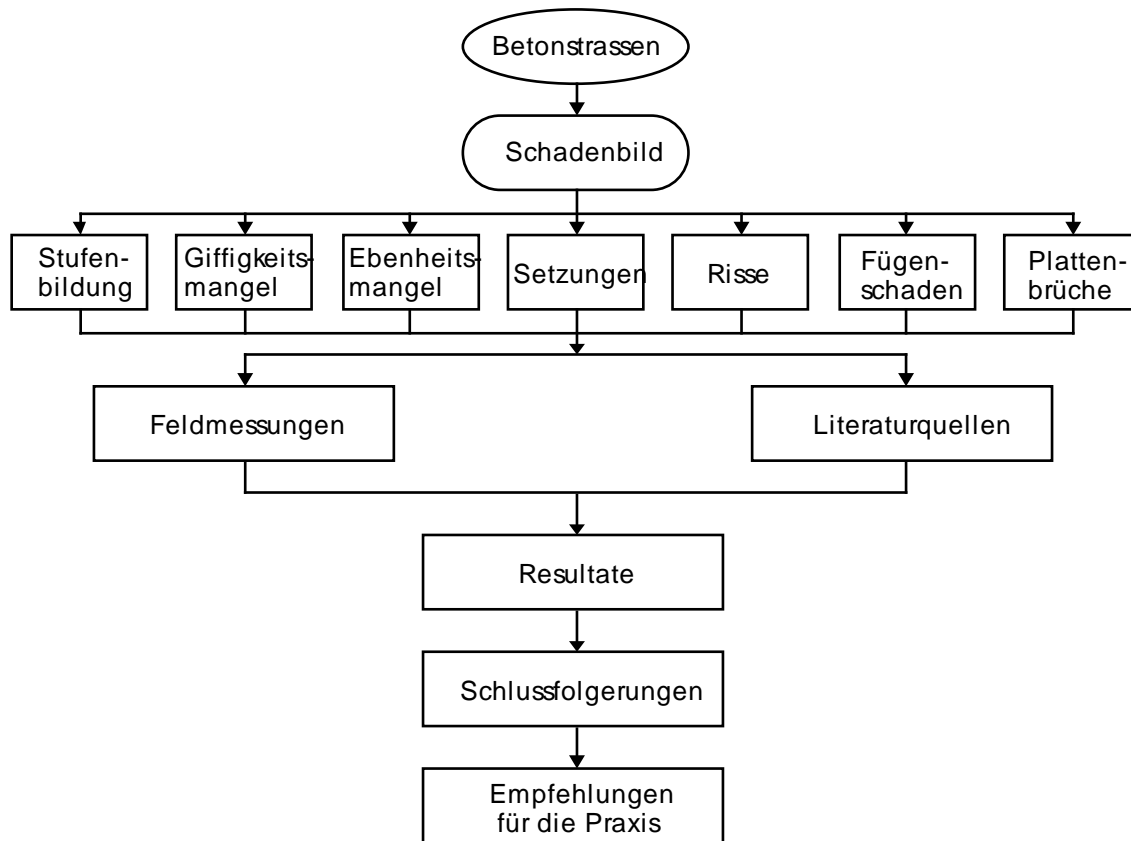 Betonstrassen
Schadenbild
Stufen-
bildung
Giffigkeits-
mangel
Ebenheits-
mangel
Setzungen
Risse
Fügen-
schaden
Platten-
brüche
Feldmessungen
Literaturquellen
Resultate
Schlussfolgerungen
Empfehlungen
für die Praxis